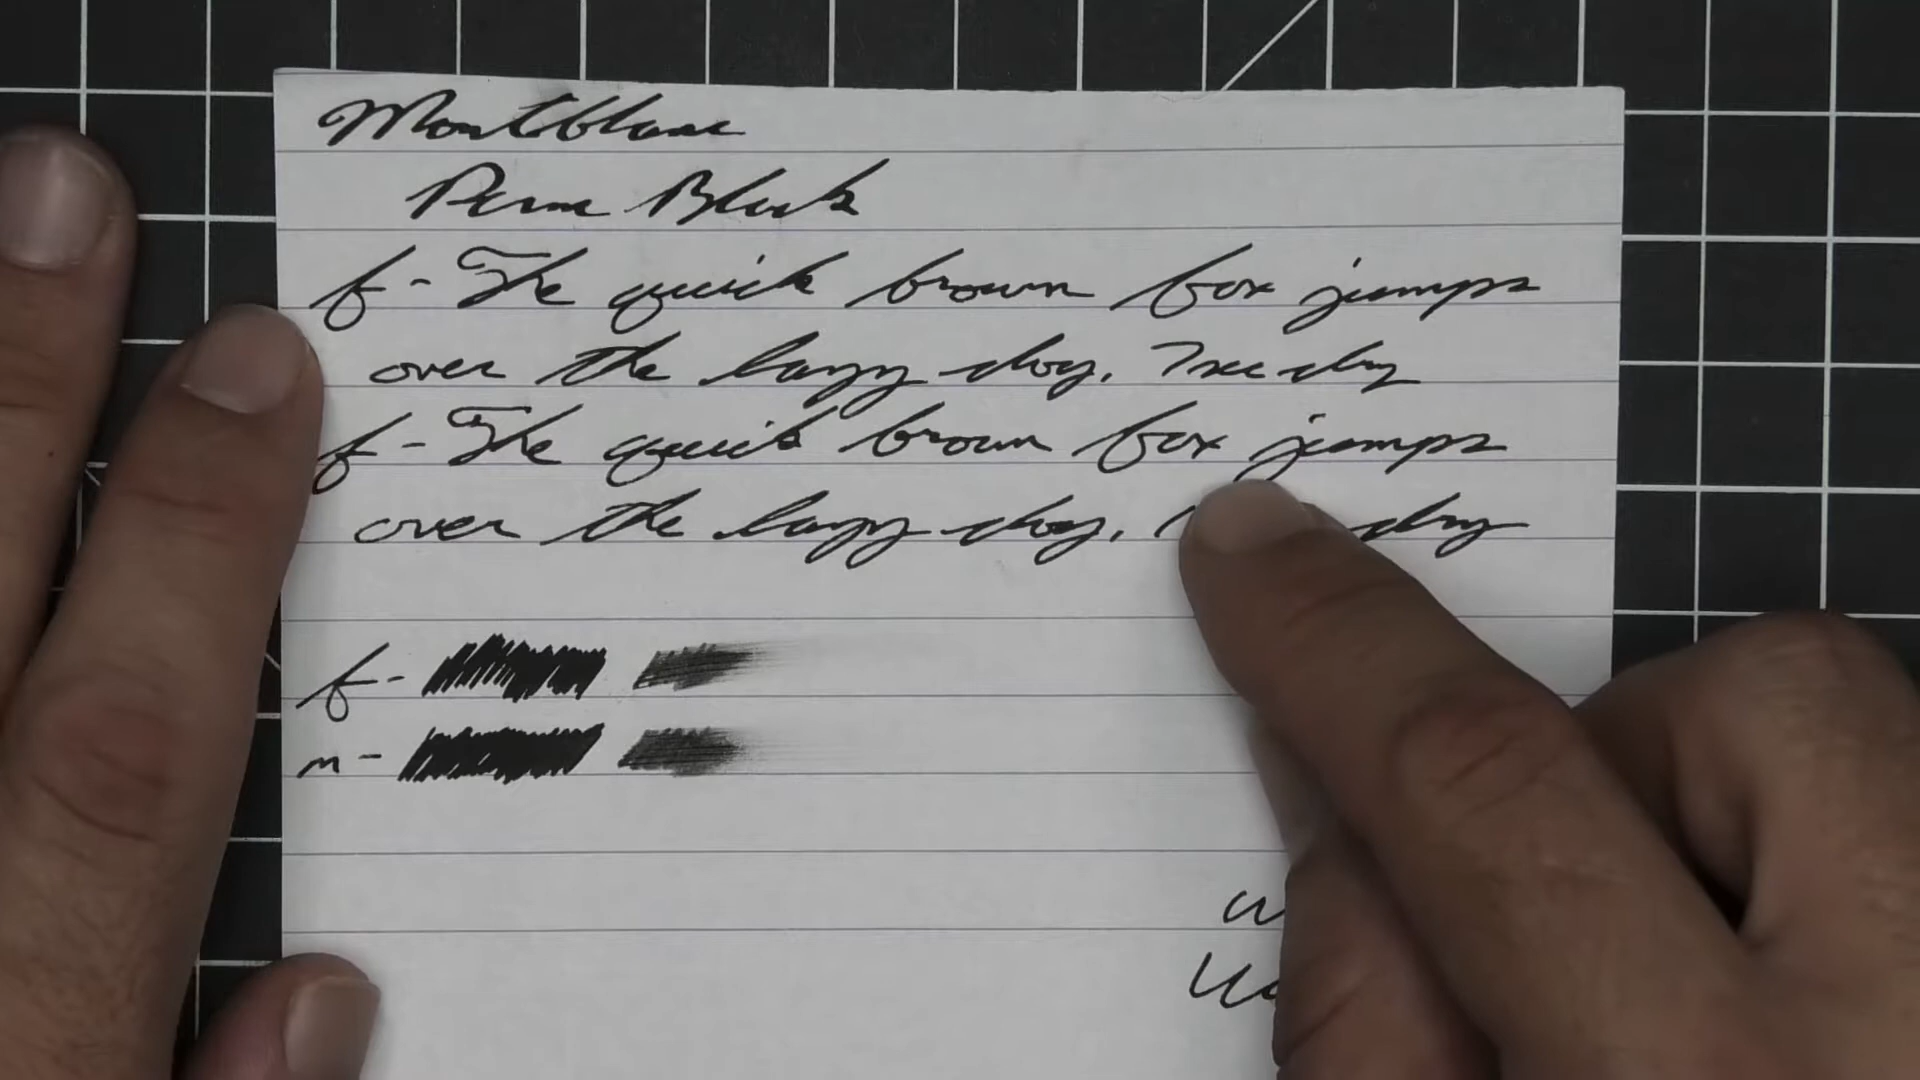 Montblanc
Perm Black
f - The quick brown fox jumps
over the lazy dog. dry
f - The quick brown fox jumps
over the lazy dog. dry
f -
m -